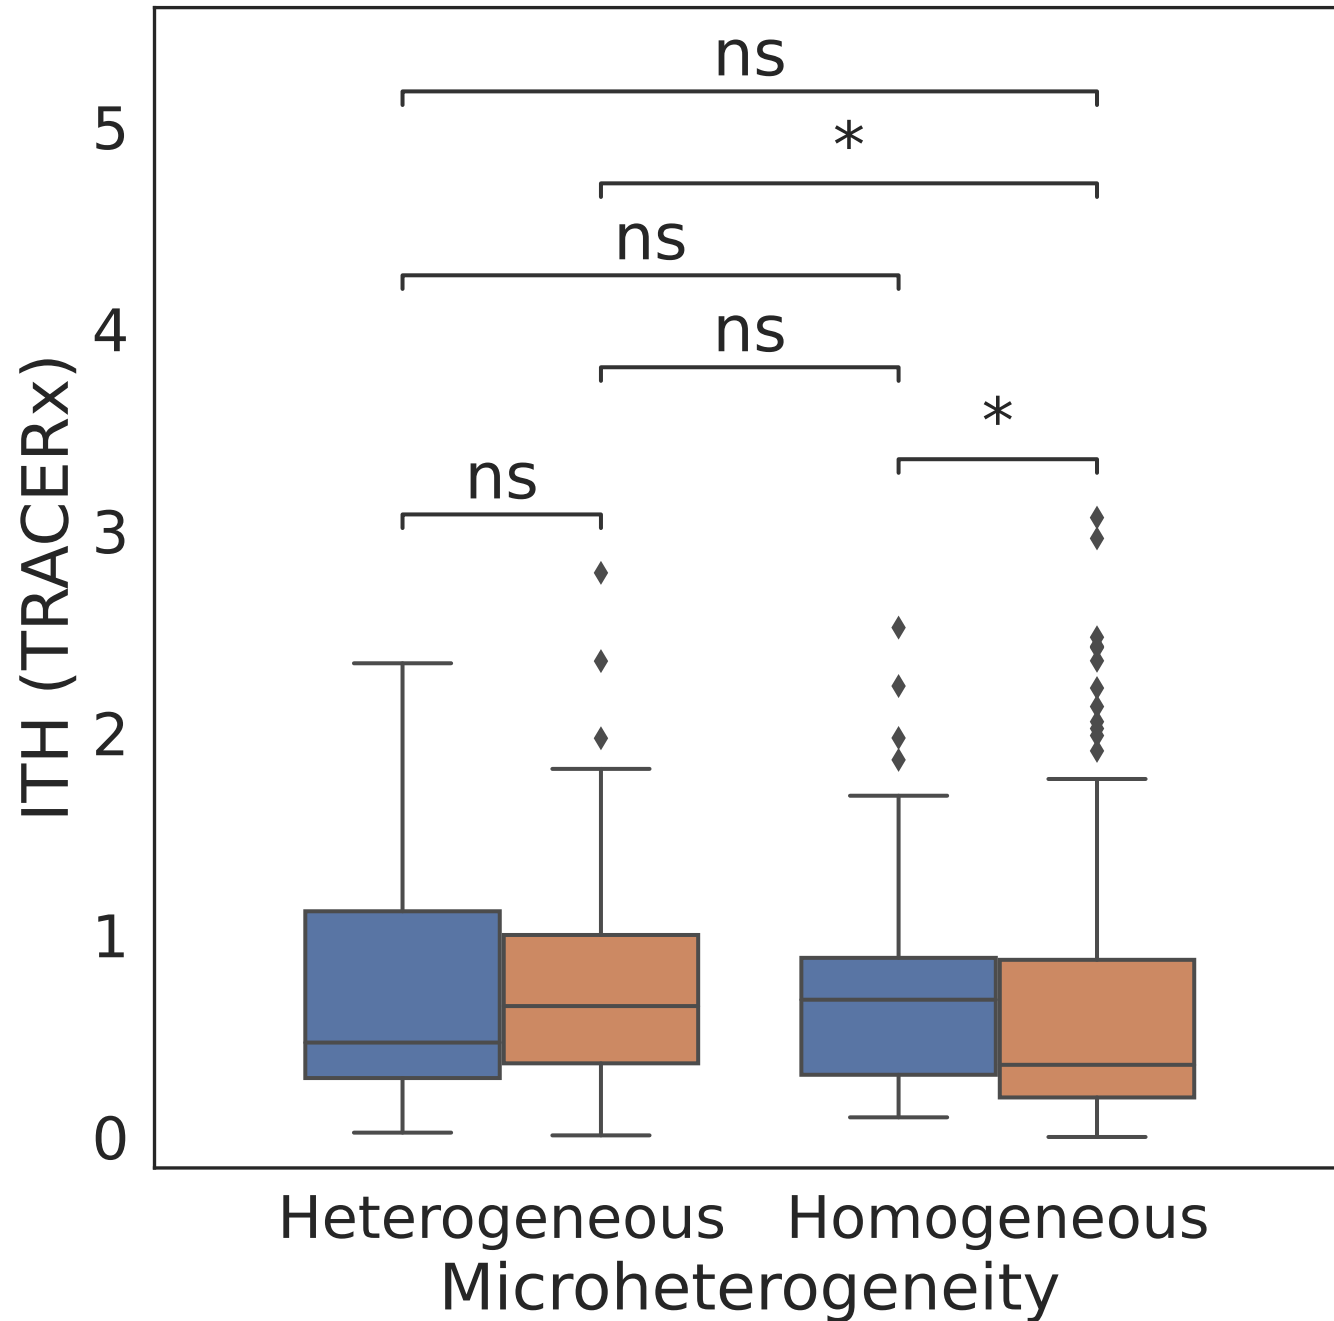 ns
*
ns
ns
*
ns
5
4
3
2
1
0
ITH (TRACERx)
Heterogeneous Homogeneous
Microheterogeneity